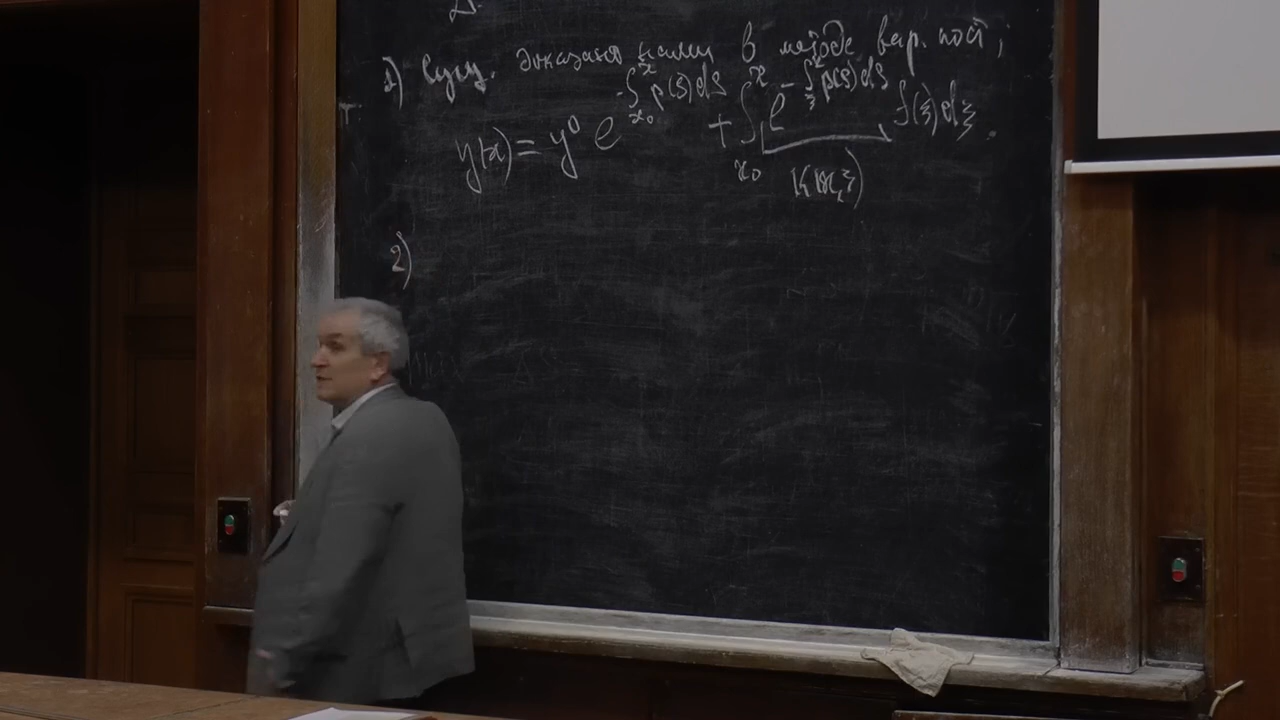 Д.
1) Сущ. доказано нами в методе вар. пост;
y(x) = y⁰ e^{-∫_{x₀}^{x} p(s)ds} + ∫_{x₀}^{x} e^{-∫_{ξ}^{x} p(s)ds} f(ξ)dξ.
K(x,ξ)
2)